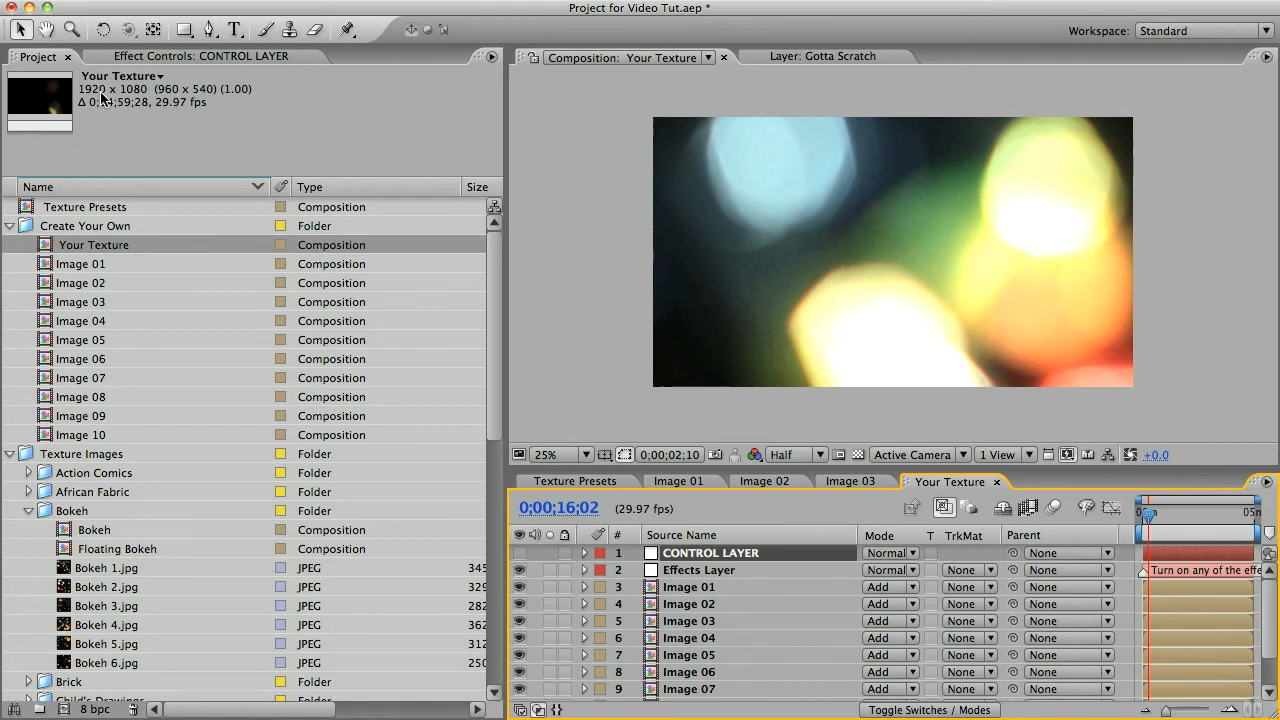 Project for Video Tut.aep *
Workspace: Standard
Project
Effect Controls: CONTROL LAYER
Composition: Your Texture
Layer: Gotta Scratch
Your Texture
1920 x 1080 (960 x 540) (1.00)
29.97 fps
Name Type Size
Texture Presets Composition
Create Your Own Folder
Your Texture Composition
Image 01 Composition
Image 02 Composition
Image 03 Composition
Image 04 Composition
Image 05 Composition
Image 06 Composition
Image 07 Composition
Image 08 Composition
Image 09 Composition
Image 10 Composition
Texture Images Folder
Action Comics Folder
African Fabric Folder
Bokeh Folder
Bokeh Composition
Floating Bokeh Composition
Bokeh 1.jpg JPEG 345
Bokeh 2.jpg JPEG 329
Bokeh 3.jpg JPEG 282
Bokeh 4.jpg JPEG 362
Bokeh 5.jpg JPEG 312
Bokeh 6.jpg JPEG 250
Brick Folder
Child's Drawings Folder
8 bpc
25% 0;00;02;10 Half Active Camera 1 View +0.0
Texture Presets Image 01 Image 02 Image 03 Your Texture
0;00;16;02 (29.97 fps) 05n
# Source Name Mode T TrkMat Parent
1 CONTROL LAYER Normal None
2 Effects Layer Normal None None Turn on any of the effe
3 Image 01 Add None None
4 Image 02 Add None None
5 Image 03 Add None None
6 Image 04 Add None None
7 Image 05 Add None None
8 Image 06 Add None None
9 Image 07 Add None None
Toggle Switches / Modes